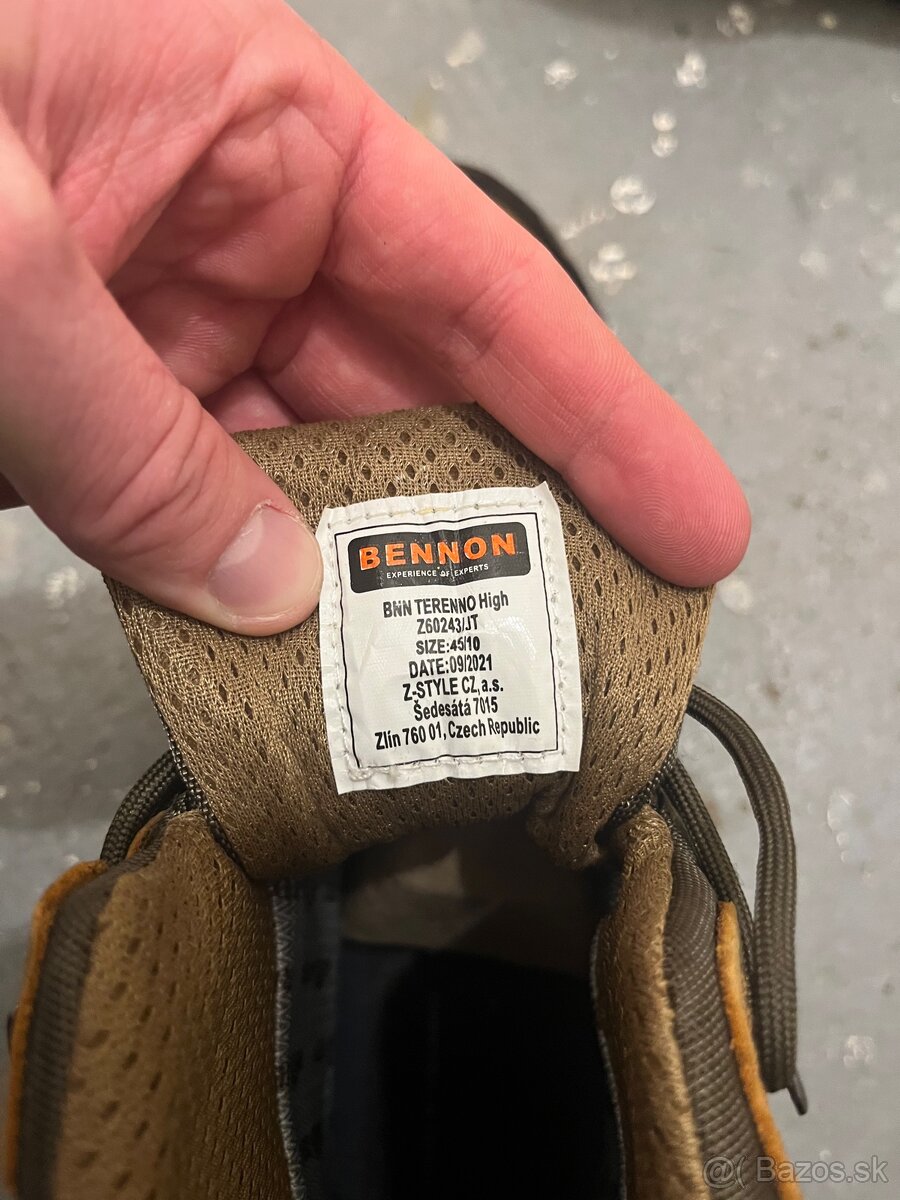 BENNON
EXPERIENCE OF EXPERTS
BNN TERENNO High
Z60243/JT
SIZE:45/10
DATE:09/2021
Z-STYLE CZ, a.s.
Šedesátá 7015
Zlín 760 01, Czech Republic
@( Bazos.sk